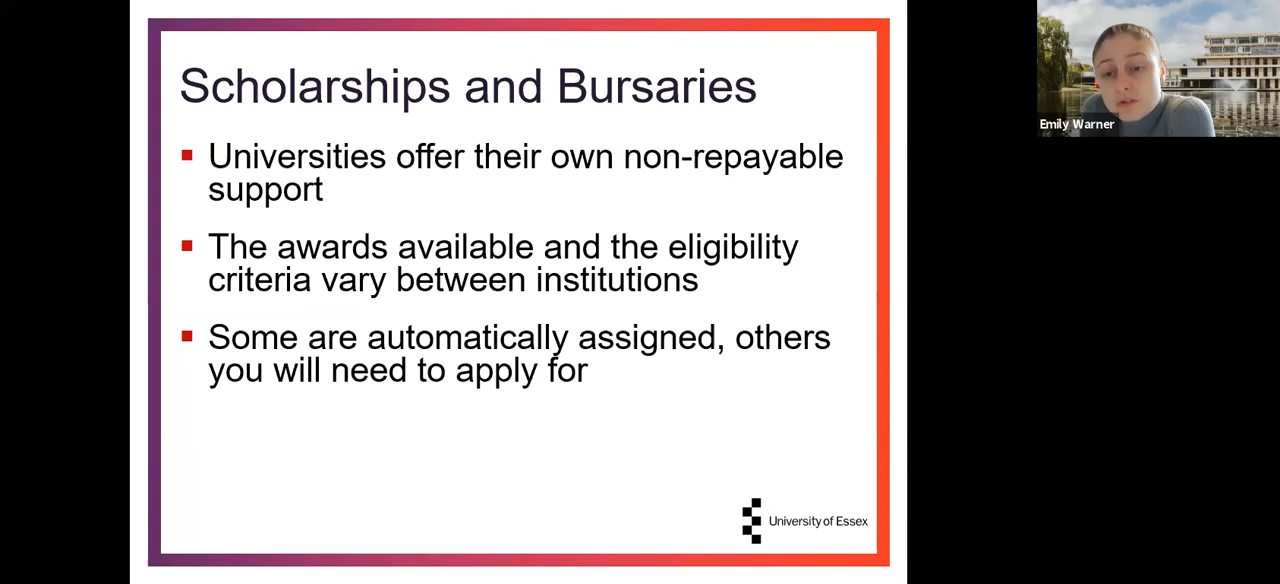 Scholarships and Bursaries
Universities offer their own non-repayable
support
The awards available and the eligibility
criteria vary between institutions
Some are automatically assigned, others
you will need to apply for
University of Essex
Emily Warner